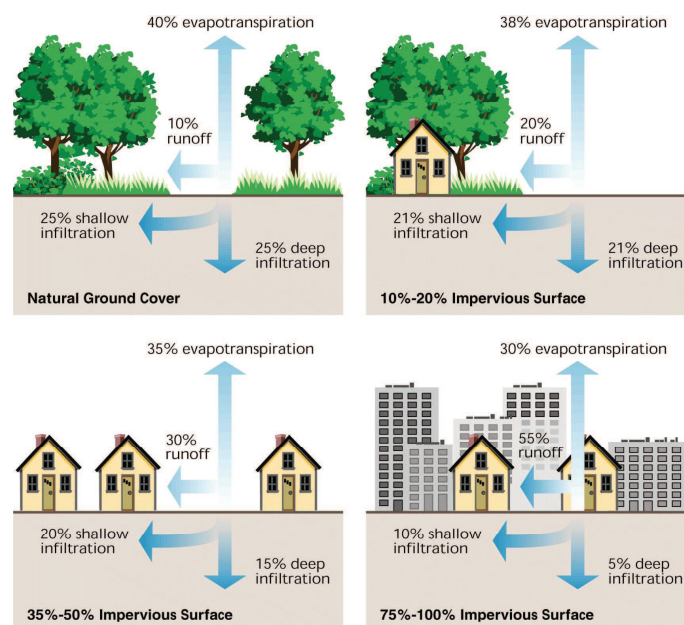 40% evapotranspiration
10%
runoff
25% shallow
infiltration
25% deep
infiltration
Natural Ground Cover
38% evapotranspiration
20%
runoff
21% shallow
infiltration
21% deep
infiltration
10%-20% Impervious Surface
35% evapotranspiration
30%
runoff
20% shallow
infiltration
15% deep
infiltration
35%-50% Impervious Surface
30% evapotranspiration
55%
runoff
10% shallow
infiltration
5% deep
infiltration
75%-100% Impervious Surface